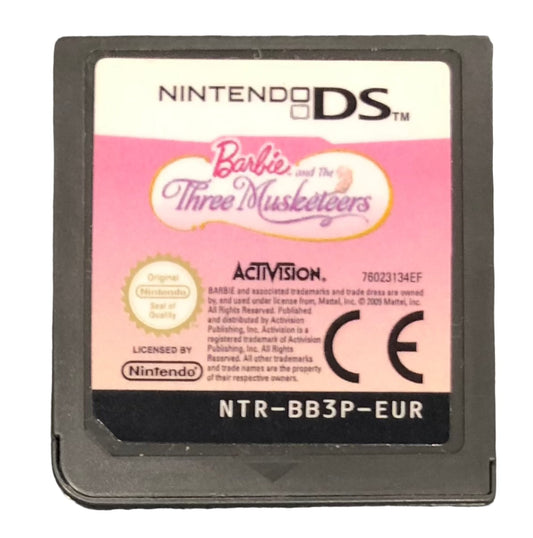 NINTENDO DS™
Barbie and The
Three Musketeers
ACTIVISION. 76023134EF
Original
Nintendo
Seal of
Quality
LICENSED BY
Nintendo
BARBIE and associated trademarks and trade dress are owned
by, and used under license from, Mattel, Inc. © 2009 Mattel, Inc.
All Rights Reserved. Published
and distributed by Activision
Publishing, Inc. Activision is a
registered trademark of Activision
Publishing, Inc. All Rights
Reserved. All other trademarks
and trade names are the property
of their respective owners.
CE
NTR-BB3P-EUR